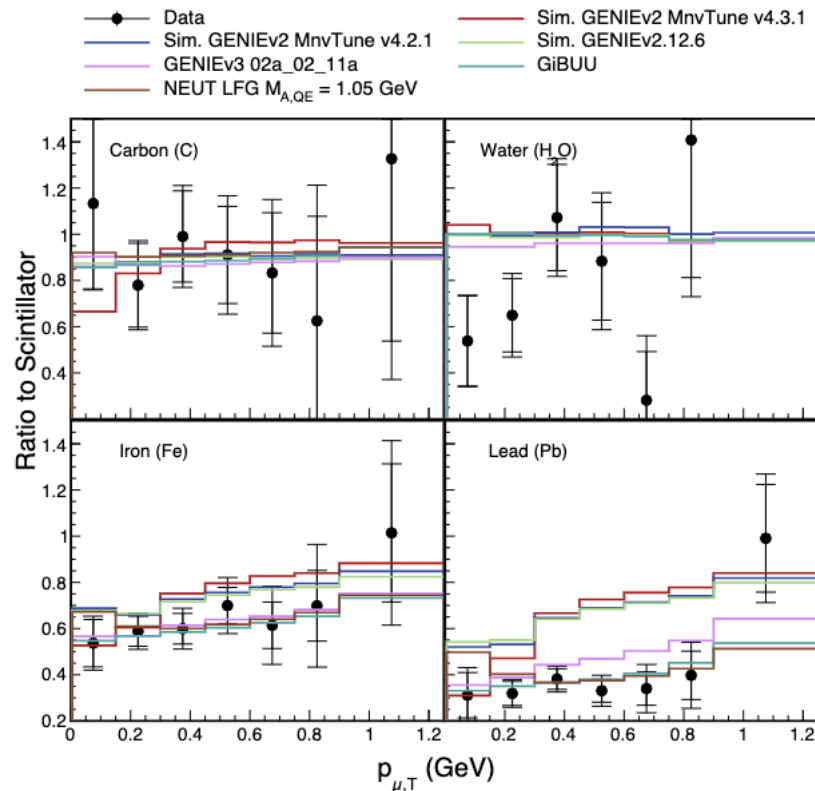 Data
Sim. GENIEv2 MnvTune v4.3.1
Sim. GENIEv2 MnvTune v4.2.1
Sim. GENIEv2.12.6
GENIEv3 02a_02_11a
GiBUU
NEUT LFG M_A,QE = 1.05 GeV
Ratio to Scintillator
Carbon (C)
Water (H2O)
1.4
1.2
1
0.8
0.6
0.4
Iron (Fe)
Lead (Pb)
1.4
1.2
1
0.8
0.6
0.4
0.2
0 0.2 0.4 0.6 0.8 1 1.2 0 0.2 0.4 0.6 0.8 1 1.2
p_μ,T (GeV)